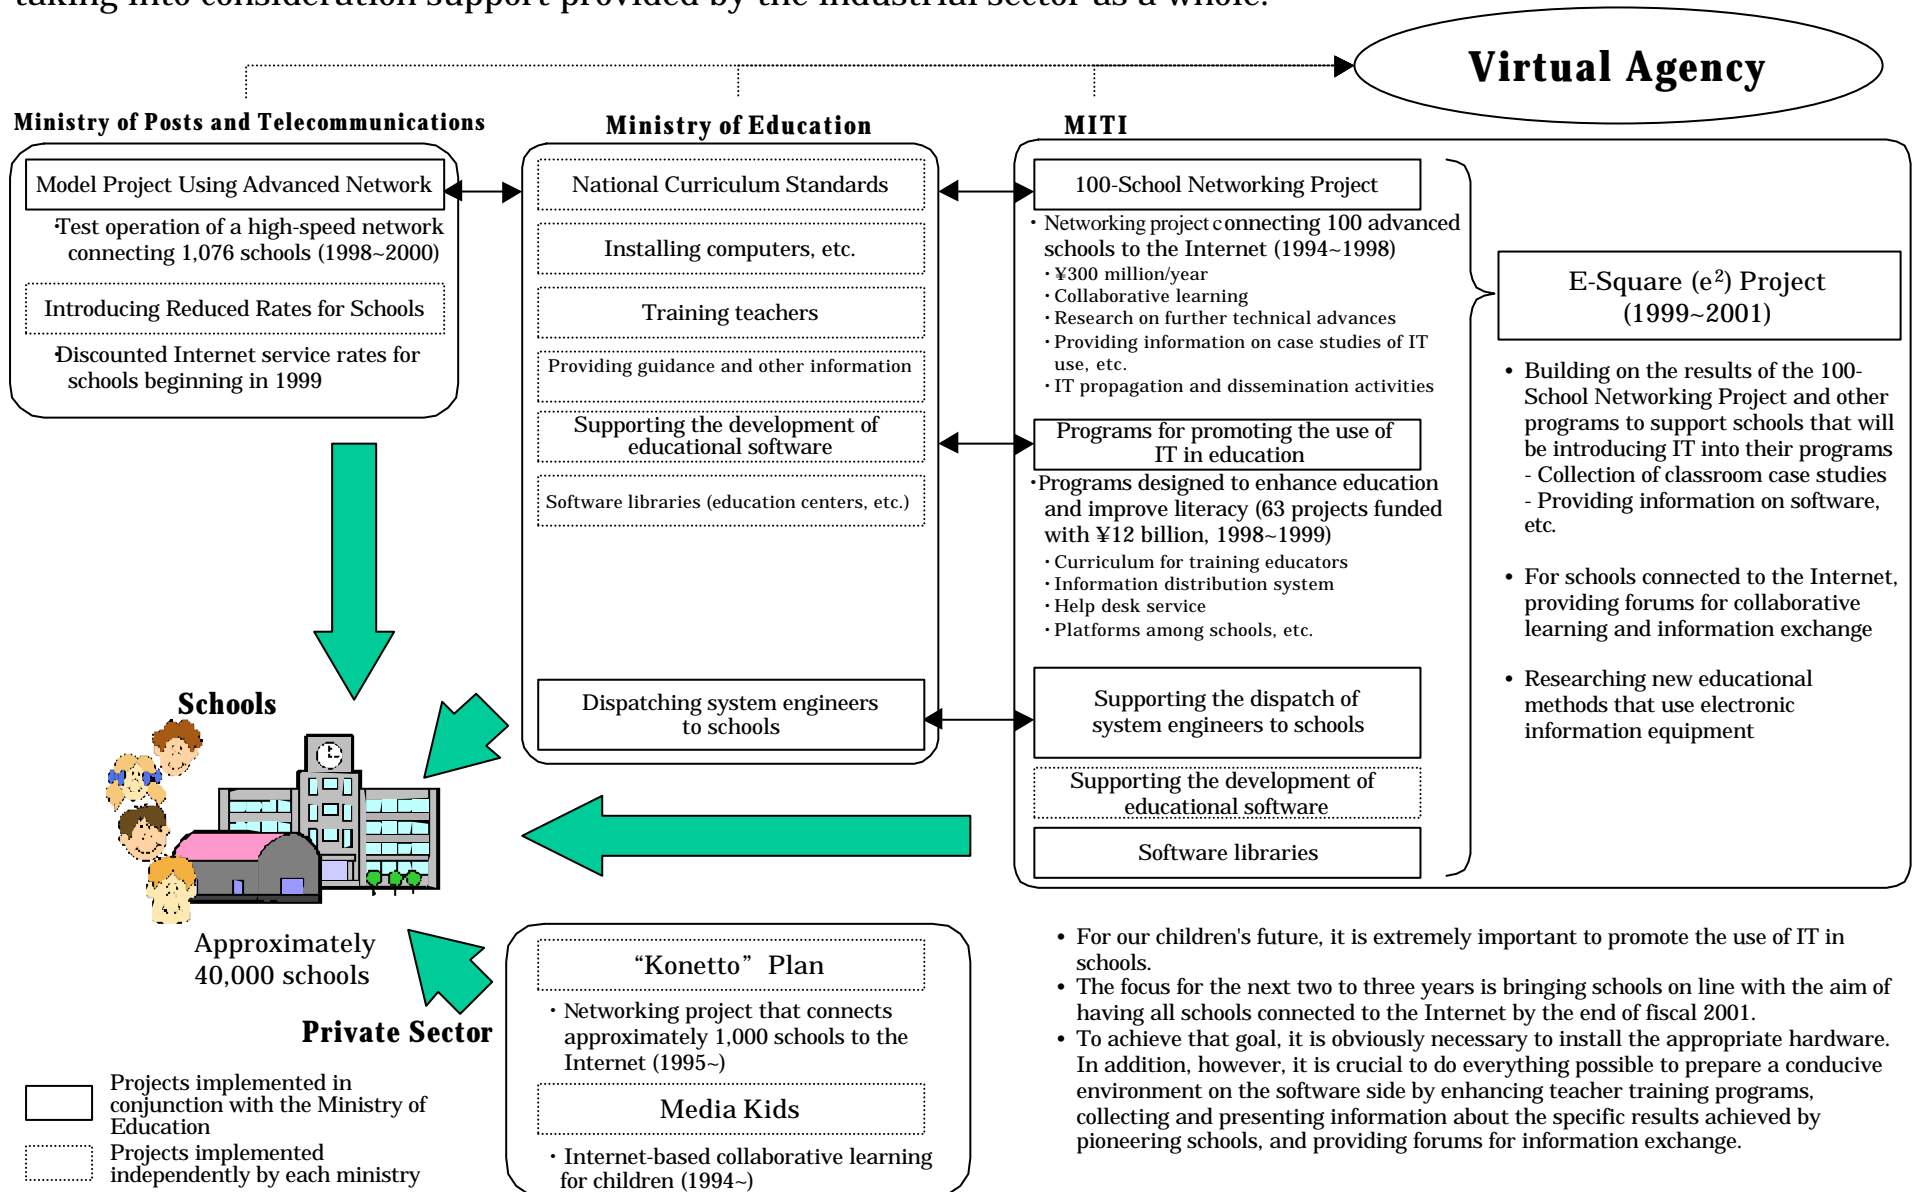 taking into consideration support provided by the industrial sector as a whole.
Virtual Agency
Ministry of Posts and Telecommunications
Model Project Using Advanced Network
·Test operation of a high-speed network
connecting 1,076 schools (1998~2000)
Introducing Reduced Rates for Schools
·Discounted Internet service rates for
schools beginning in 1999
Ministry of Education
National Curriculum Standards
Installing computers, etc.
Training teachers
Providing guidance and other information
Supporting the development of
educational software
Software libraries (education centers, etc.)
Dispatching system engineers
to schools
MITI
100-School Networking Project
· Networking project connecting 100 advanced
schools to the Internet (1994~1998)
· ¥300 million/year
· Collaborative learning
· Research on further technical advances
· Providing information on case studies of IT
use, etc.
· IT propagation and dissemination activities
Programs for promoting the use of
IT in education
·Programs designed to enhance education
and improve literacy (63 projects funded
with ¥12 billion, 1998~1999)
· Curriculum for training educators
· Information distribution system
· Help desk service
· Platforms among schools, etc.
Supporting the dispatch of
system engineers to schools
Supporting the development of
educational software
Software libraries
E-Square (e²) Project
(1999~2001)
• Building on the results of the 100-
School Networking Project and other
programs to support schools that will
be introducing IT into their programs
- Collection of classroom case studies
- Providing information on software,
etc.
• For schools connected to the Internet,
providing forums for collaborative
learning and information exchange
• Researching new educational
methods that use electronic
information equipment
Schools
Approximately
40,000 schools
Private Sector
“Konetto” Plan
· Networking project that connects
approximately 1,000 schools to the
Internet (1995~)
Media Kids
· Internet-based collaborative learning
for children (1994~)
Projects implemented in
conjunction with the Ministry of
Education
Projects implemented
independently by each ministry
• For our children's future, it is extremely important to promote the use of IT in
schools.
• The focus for the next two to three years is bringing schools on line with the aim of
having all schools connected to the Internet by the end of fiscal 2001.
• To achieve that goal, it is obviously necessary to install the appropriate hardware.
In addition, however, it is crucial to do everything possible to prepare a conducive
environment on the software side by enhancing teacher training programs,
collecting and presenting information about the specific results achieved by
pioneering schools, and providing forums for information exchange.